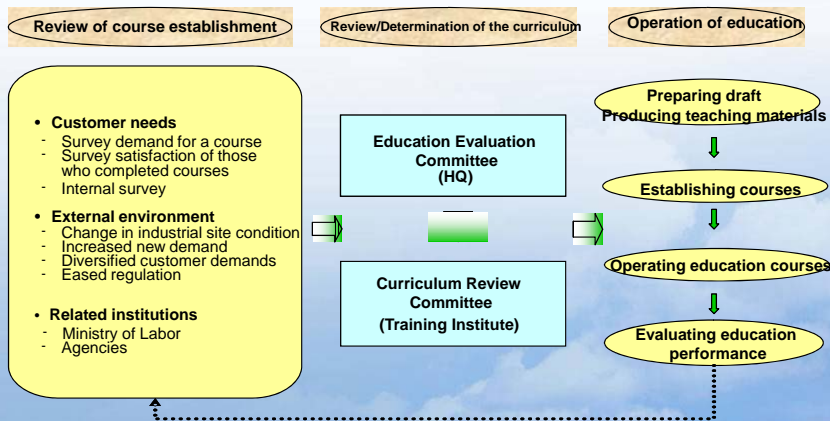 Review of course establishment
Review/Determination of the curriculum
Operation of education
• Customer needs
- Survey demand for a course
- Survey satisfaction of those
who completed courses
- Internal survey
• External environment
- Change in industrial site condition
- Increased new demand
- Diversified customer demands
- Eased regulation
• Related institutions
- Ministry of Labor
- Agencies
Education Evaluation
Committee
(HQ)
Curriculum Review
Committee
(Training Institute)
Preparing draft
Producing teaching materials
Establishing courses
Operating education courses
Evaluating education
performance